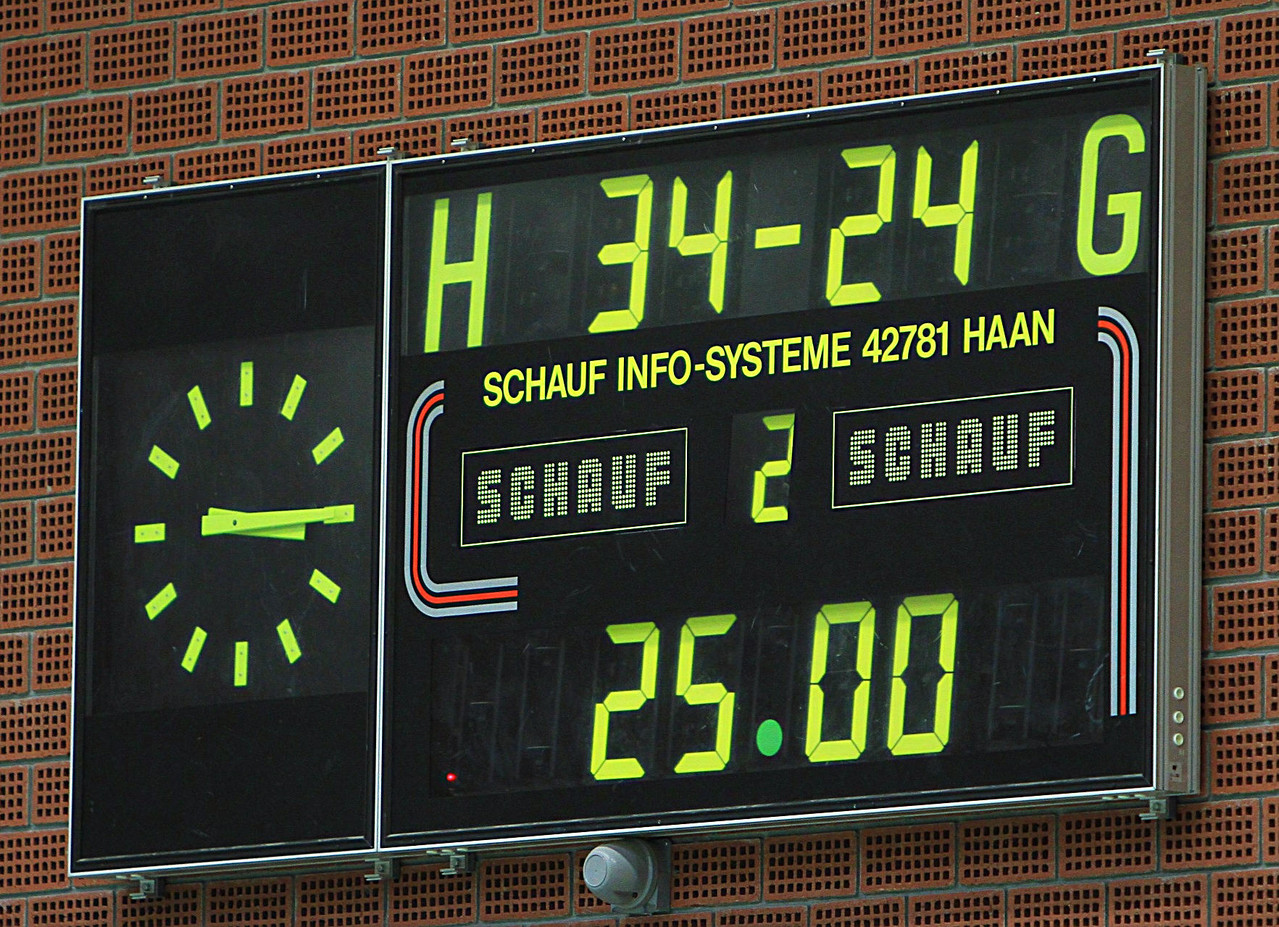 H 34-24 G
SCHAUF INFO-SYSTEME 42781 HAAN
SCHAUF 2 SCHAUF
25.00